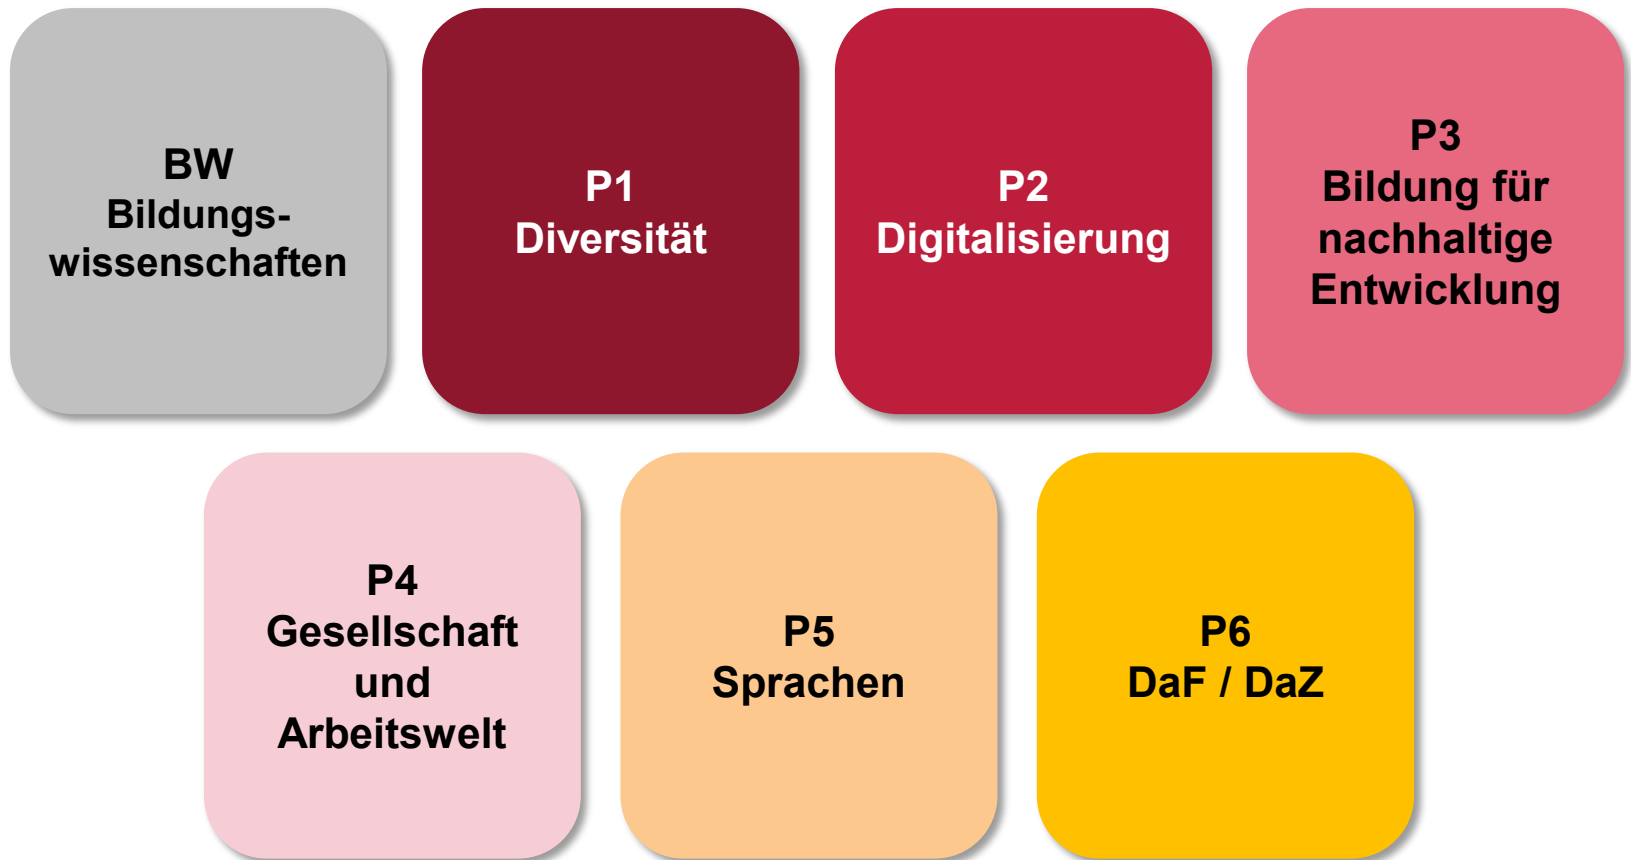 BW
Bildungs-
wissenschaften
P1
Diversität
P2
Digitalisierung
P3
Bildung für
nachhaltige
Entwicklung
P4
Gesellschaft
und
Arbeitswelt
P5
Sprachen
P6
DaF / DaZ